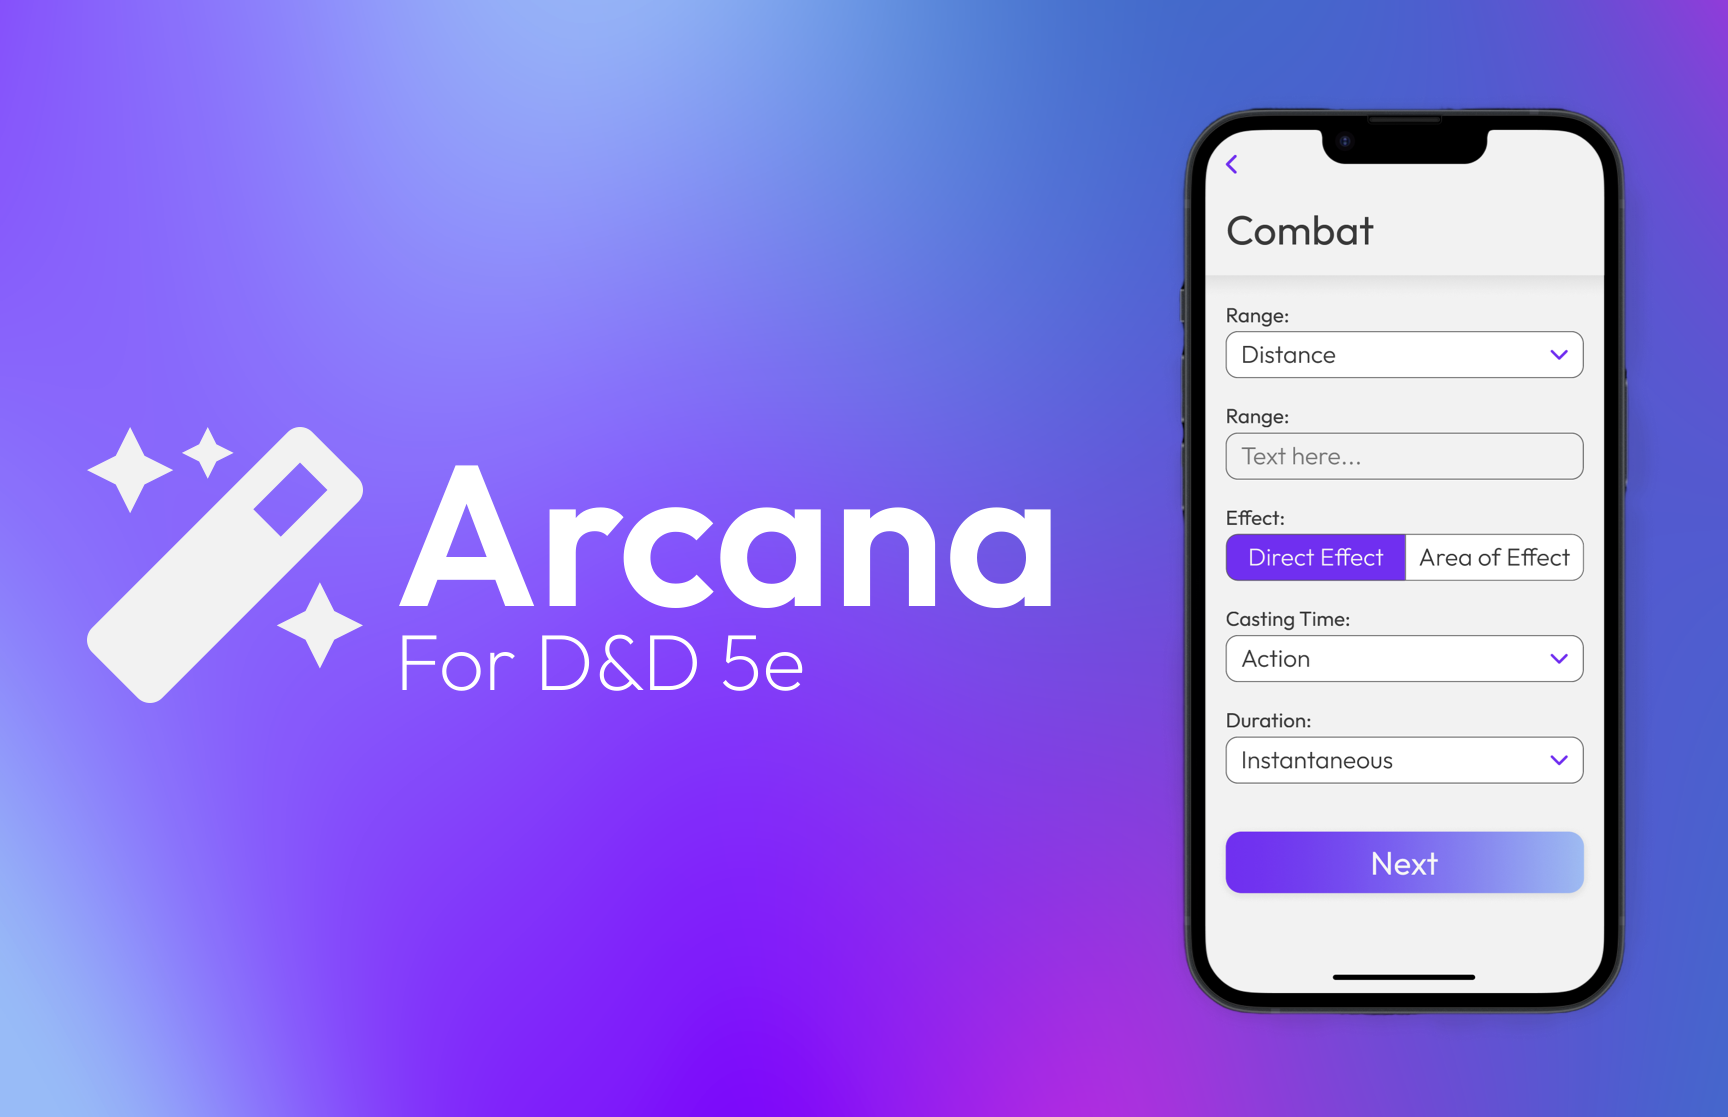 Arcana
For D&D 5e
Combat
Range:
Distance
Range:
Text here...
Effect:
Direct Effect
Area of Effect
Casting Time:
Action
Duration:
Instantaneous
Next